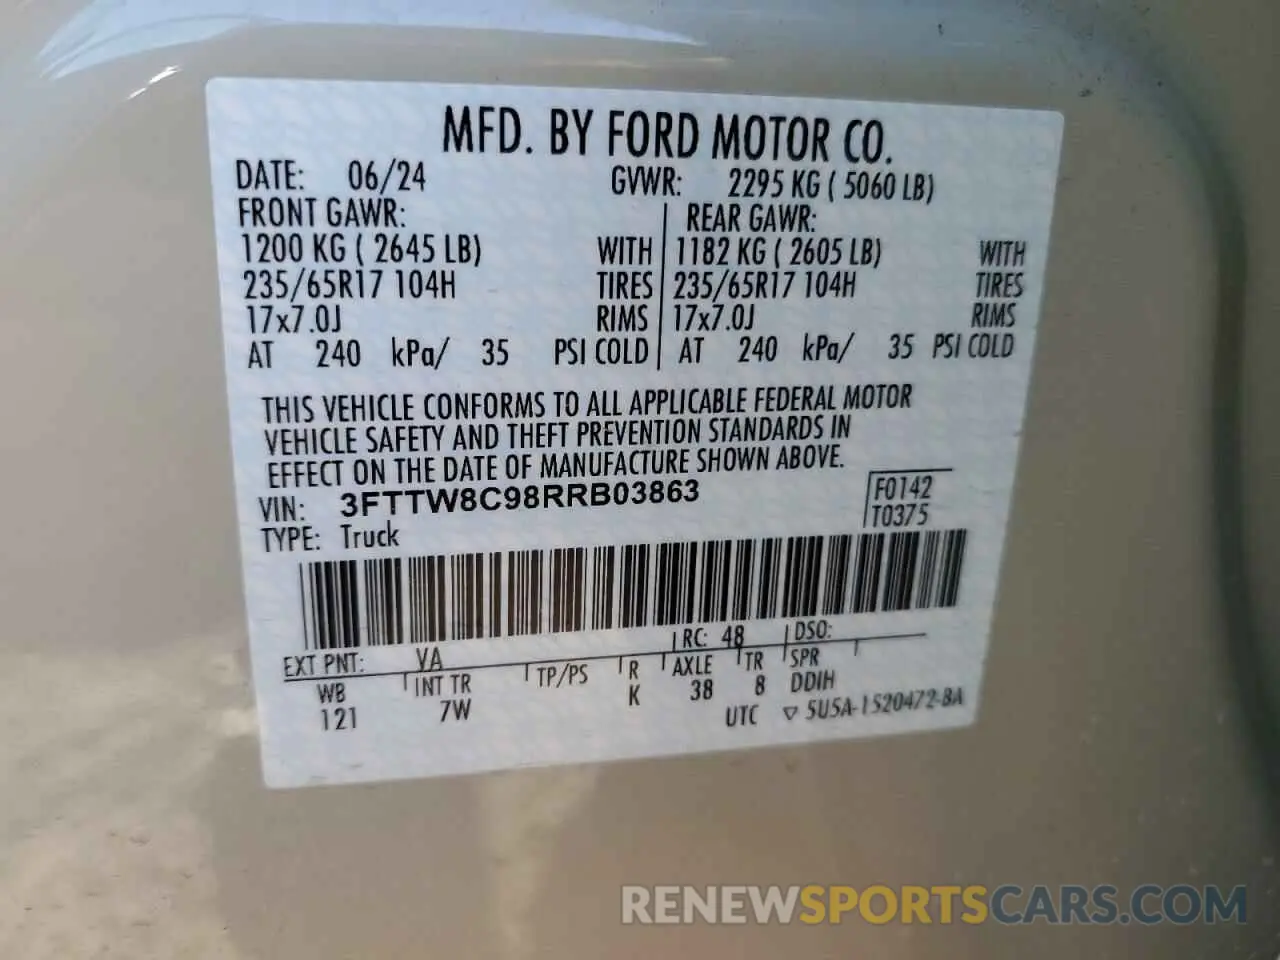 MFD. BY FORD MOTOR CO.
DATE: 06/24 GVWR: 2295 KG ( 5060 LB)
FRONT GAWR: REAR GAWR:
1200 KG ( 2645 LB) WITH 1182 KG ( 2605 LB) WITH
235/65R17 104H TIRES 235/65R17 104H TIRES
17x7.0J RIMS 17x7.0J RIMS
AT 240 kPa/ 35 PSI COLD AT 240 kPa/ 35 PSI COLD
THIS VEHICLE CONFORMS TO ALL APPLICABLE FEDERAL MOTOR
VEHICLE SAFETY AND THEFT PREVENTION STANDARDS IN
EFFECT ON THE DATE OF MANUFACTURE SHOWN ABOVE.
VIN: 3FTTW8C98RRB03863 F0142
TYPE: Truck T0375
EXT PNT: VA RC: 48 DSO:
WB INT TR TP/PS R AXLE TR SPR
121 7W K 38 8 DDIH
UTC ▽ 5U5A-1520472-BA
RENEWSPORTSCARS.COM